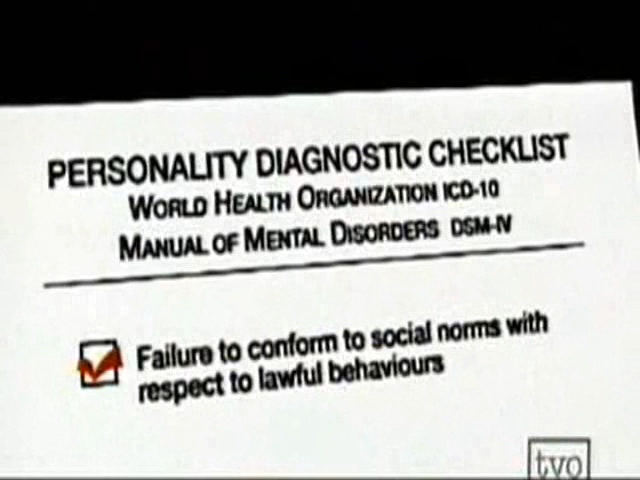 PERSONALITY DIAGNOSTIC CHECKLIST
WORLD HEALTH ORGANIZATION ICD-10
MANUAL OF MENTAL DISORDERS DSM-IV
Failure to conform to social norms with
respect to lawful behaviours
tvo